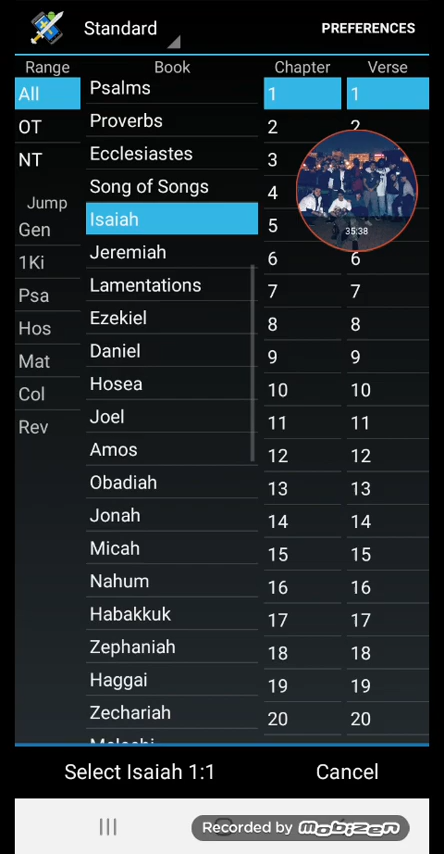 Standard
PREFERENCES
Range
Book
Chapter
Verse
All
OT
NT
Jump
Gen
1Ki
Psa
Hos
Mat
Col
Rev
Psalms
Proverbs
Ecclesiastes
Song of Songs
Isaiah
Jeremiah
Lamentations
Ezekiel
Daniel
Hosea
Joel
Amos
Obadiah
Jonah
Micah
Nahum
Habakkuk
Zephaniah
Haggai
Zechariah
Malachi
1
2
3
4
5
6
7
8
9
10
11
12
13
14
15
16
17
18
19
20
1
2
6
7
8
9
10
11
12
13
14
15
16
17
18
19
20
35:38
Select Isaiah 1:1
Cancel
Recorded by mobizen